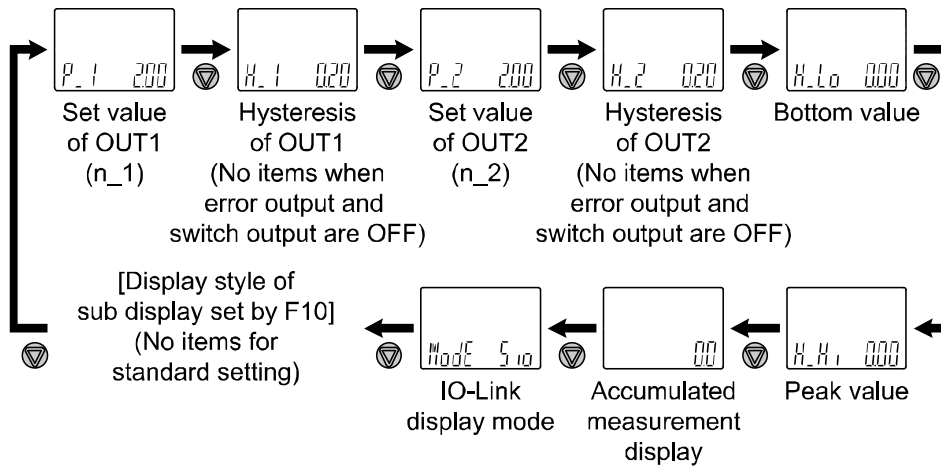 P_1 2.00
Set value
of OUT1
(n_1)
H_1 0.20
Hysteresis
of OUT1
(No items when
error output and
switch output are OFF)
P_2 2.00
Set value
of OUT2
(n_2)
H_2 0.20
Hysteresis
of OUT2
(No items when
error output and
switch output are OFF)
H_Lo 0.00
Bottom value
H_Hi 0.00
Peak value
0.0
Accumulated
measurement
display
ModE Sio
IO-Link
display mode
[Display style of
sub display set by F10]
(No items for
standard setting)